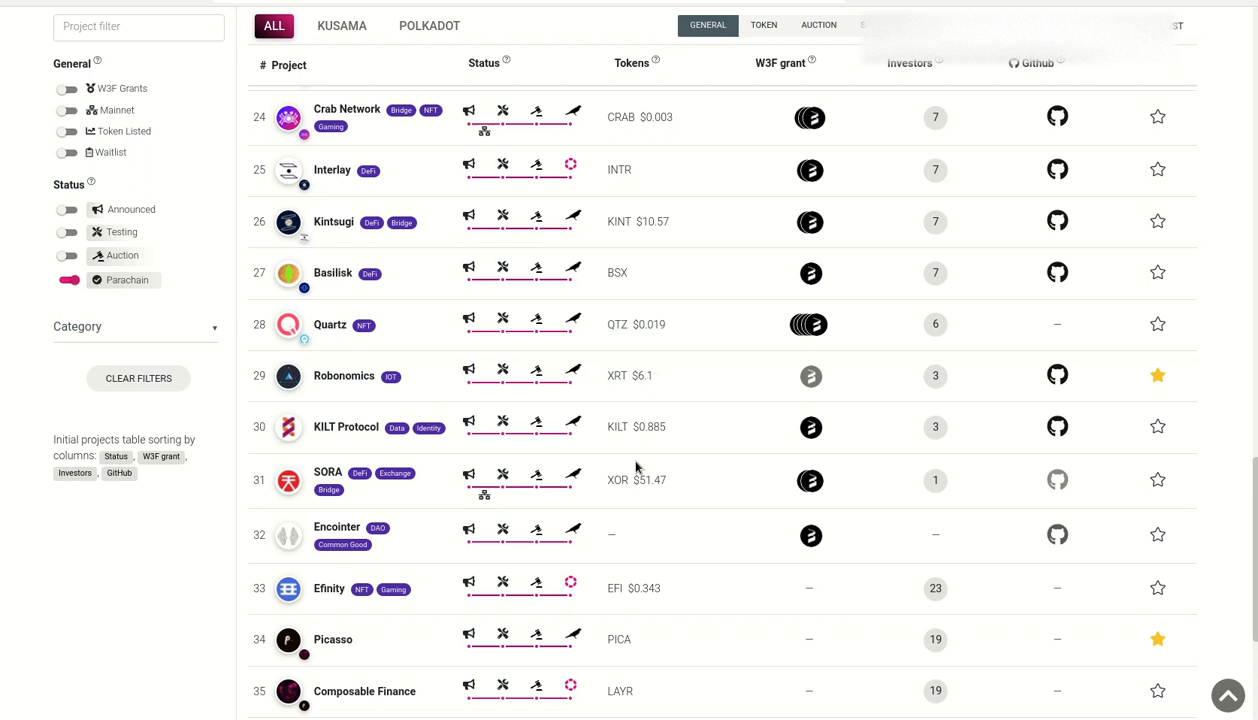 Project filter
General ?
W3F Grants
Mainnet
Token Listed
Waitlist
Status ?
Announced
Testing
Auction
Parachain
Category
CLEAR FILTERS
Initial projects table sorting by
columns: Status , W3F grant ,
Investors , GitHub
ALL KUSAMA POLKADOT GENERAL TOKEN AUCTION
# Project Status ? Tokens ? W3F grant ? Investors Github
24 Crab Network Bridge NFT CRAB $0.003 7
Gaming
25 Interlay DeFi INTR 7
26 Kintsugi DeFi Bridge KINT $10.57 7
27 Basilisk DeFi BSX 7
28 Quartz NFT QTZ $0.019 6 –
29 Robonomics IOT XRT $6.1 3
30 KILT Protocol Data Identity KILT $0.885 3
31 SORA DeFi Exchange XOR $51.47 1
Bridge
32 Encointer DAO – –
Common Good
33 Efinity NFT Gaming EFI $0.343 – 23 –
34 Picasso PICA – 19 –
35 Composable Finance LAYR – 19 –